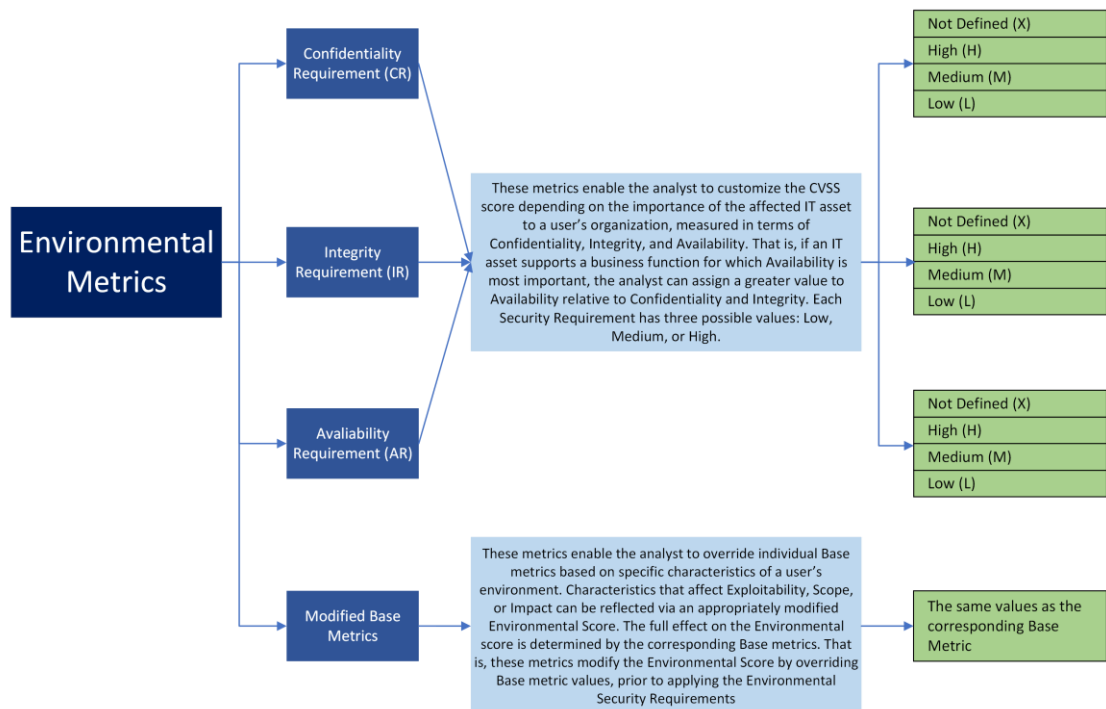 Environmental
Metrics
Confidentiality
Requirement (CR)
Integrity
Requirement (IR)
Avaliability
Requirement (AR)
Modified Base
Metrics
These metrics enable the analyst to customize the CVSS
score depending on the importance of the affected IT asset
to a user's organization, measured in terms of
Confidentiality, Integrity, and Availability. That is, if an IT
asset supports a business function for which Availability is
most important, the analyst can assign a greater value to
Availability relative to Confidentiality and Integrity. Each
Security Requirement has three possible values: Low,
Medium, or High.
These metrics enable the analyst to override individual Base
metrics based on specific characteristics of a user's
environment. Characteristics that affect Exploitability, Scope,
or Impact can be reflected via an appropriately modified
Environmental Score. The full effect on the Environmental
score is determined by the corresponding Base metrics. That
is, these metrics modify the Environmental Score by overriding
Base metric values, prior to applying the Environmental
Security Requirements
Not Defined (X)
High (H)
Medium (M)
Low (L)
Not Defined (X)
High (H)
Medium (M)
Low (L)
Not Defined (X)
High (H)
Medium (M)
Low (L)
The same values as the
corresponding Base
Metric